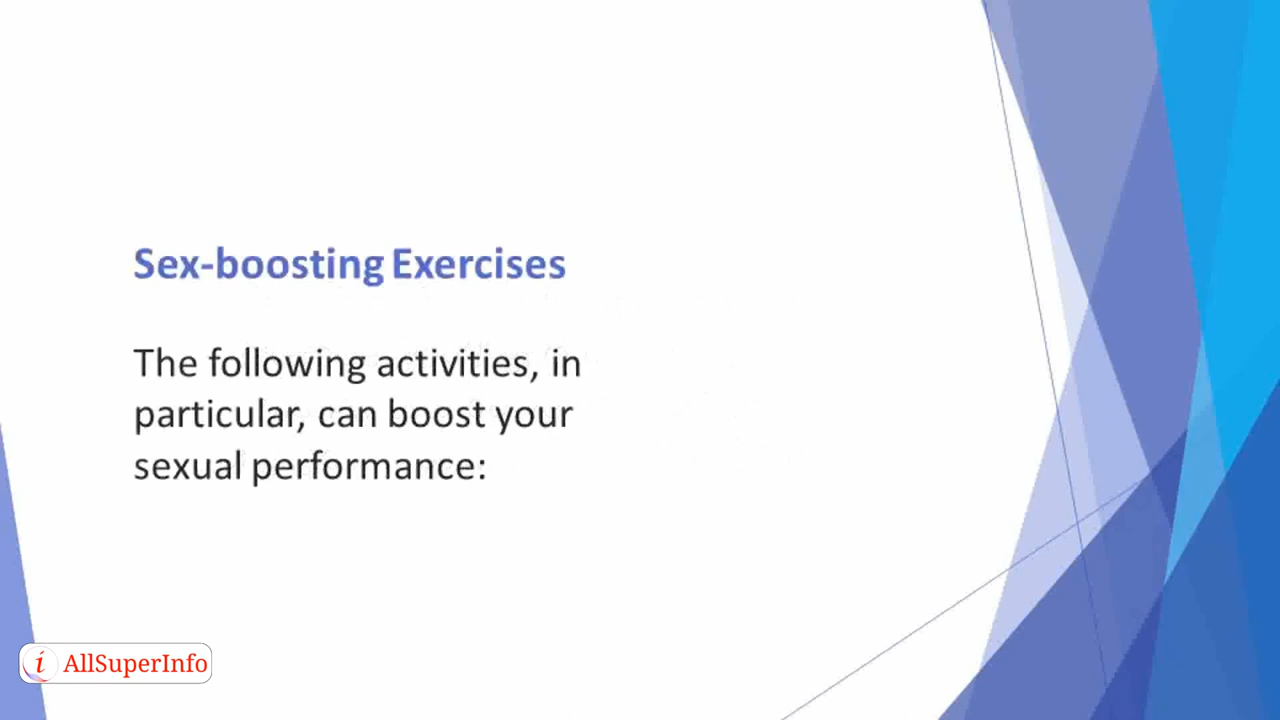 Sex-boosting Exercises
The following activities, in
particular, can boost your
sexual performance:
i AllSuperInfo